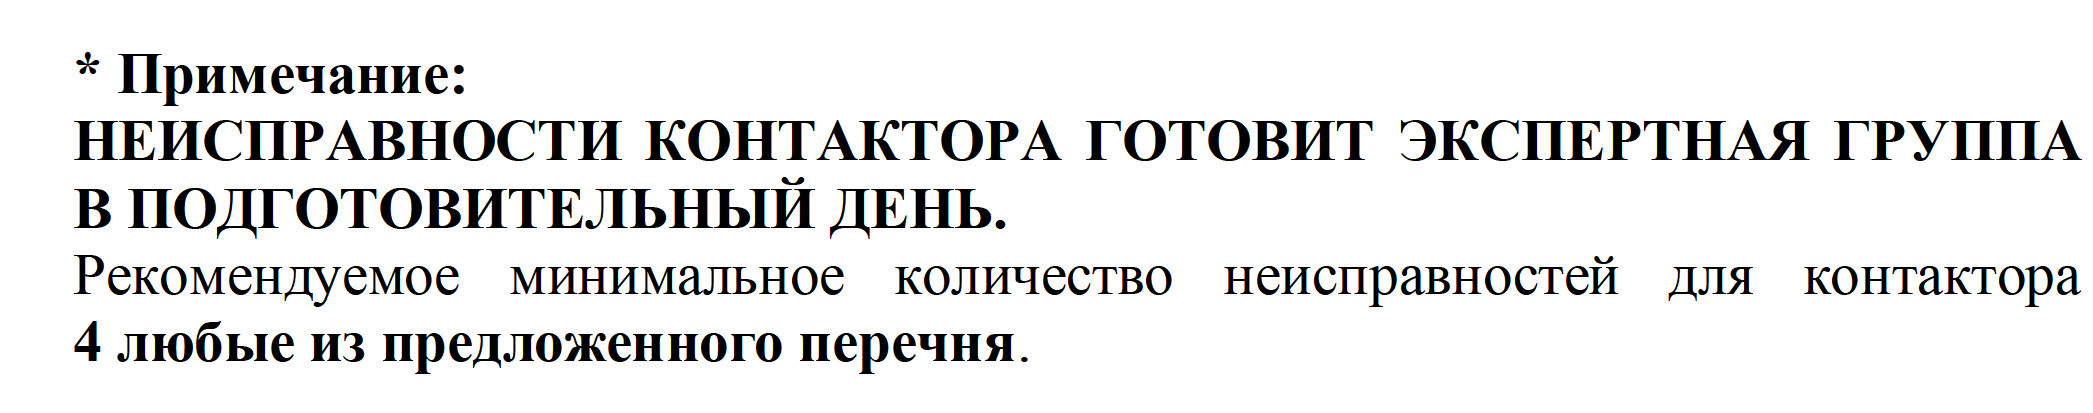 * Примечание:
НЕИСПРАВНОСТИ КОНТАКТОРА ГОТОВИТ ЭКСПЕРТНАЯ ГРУППА
В ПОДГОТОВИТЕЛЬНЫЙ ДЕНЬ.
Рекомендуемое минимальное количество неисправностей для контактора
4 любые из предложенного перечня.